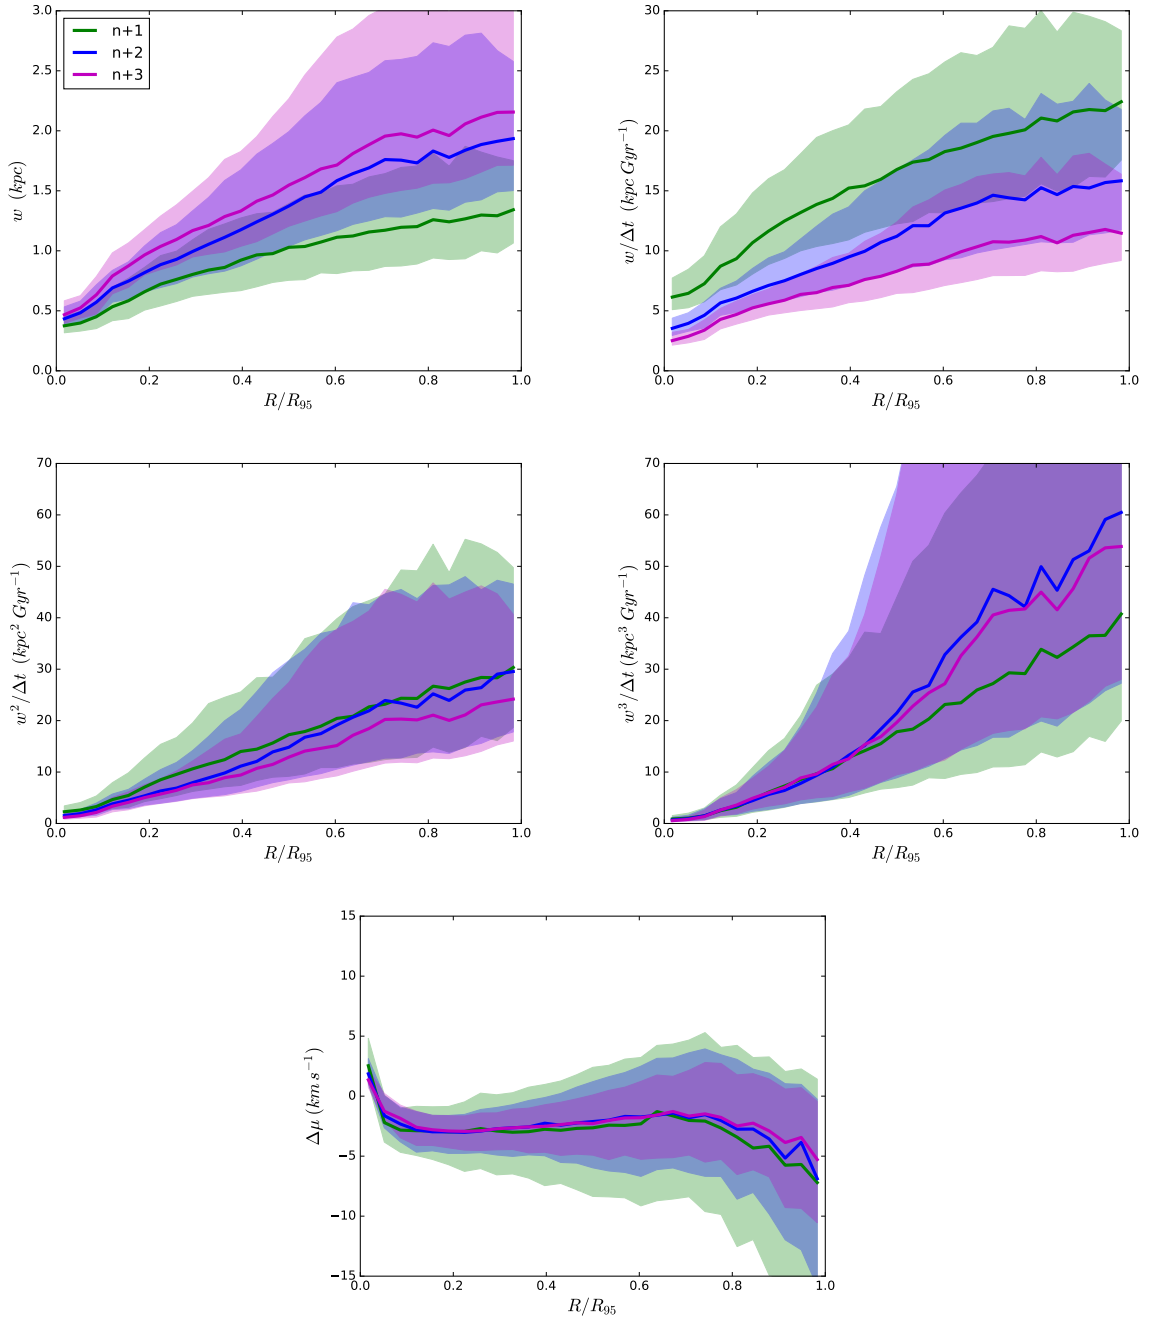 3.0
2.5
2.0
1.5
1.0
0.5
0.0
w (kpc)
n+1
n+2
n+3
0.0 0.2 0.4 0.6 0.8 1.0
R/R₉₅
30
25
20
15
10
5
0
w/Δt (kpc Gyr⁻¹)
0.0 0.2 0.4 0.6 0.8 1.0
R/R₉₅
70
60
50
40
30
20
10
0
w²/Δt (kpc² Gyr⁻¹)
0.0 0.2 0.4 0.6 0.8 1.0
R/R₉₅
70
60
50
40
30
20
10
0
w³/Δt (kpc³ Gyr⁻¹)
0.0 0.2 0.4 0.6 0.8 1.0
R/R₉₅
15
10
5
0
−5
−10
−15
Δμ (km s⁻¹)
0.0 0.2 0.4 0.6 0.8 1.0
R/R₉₅